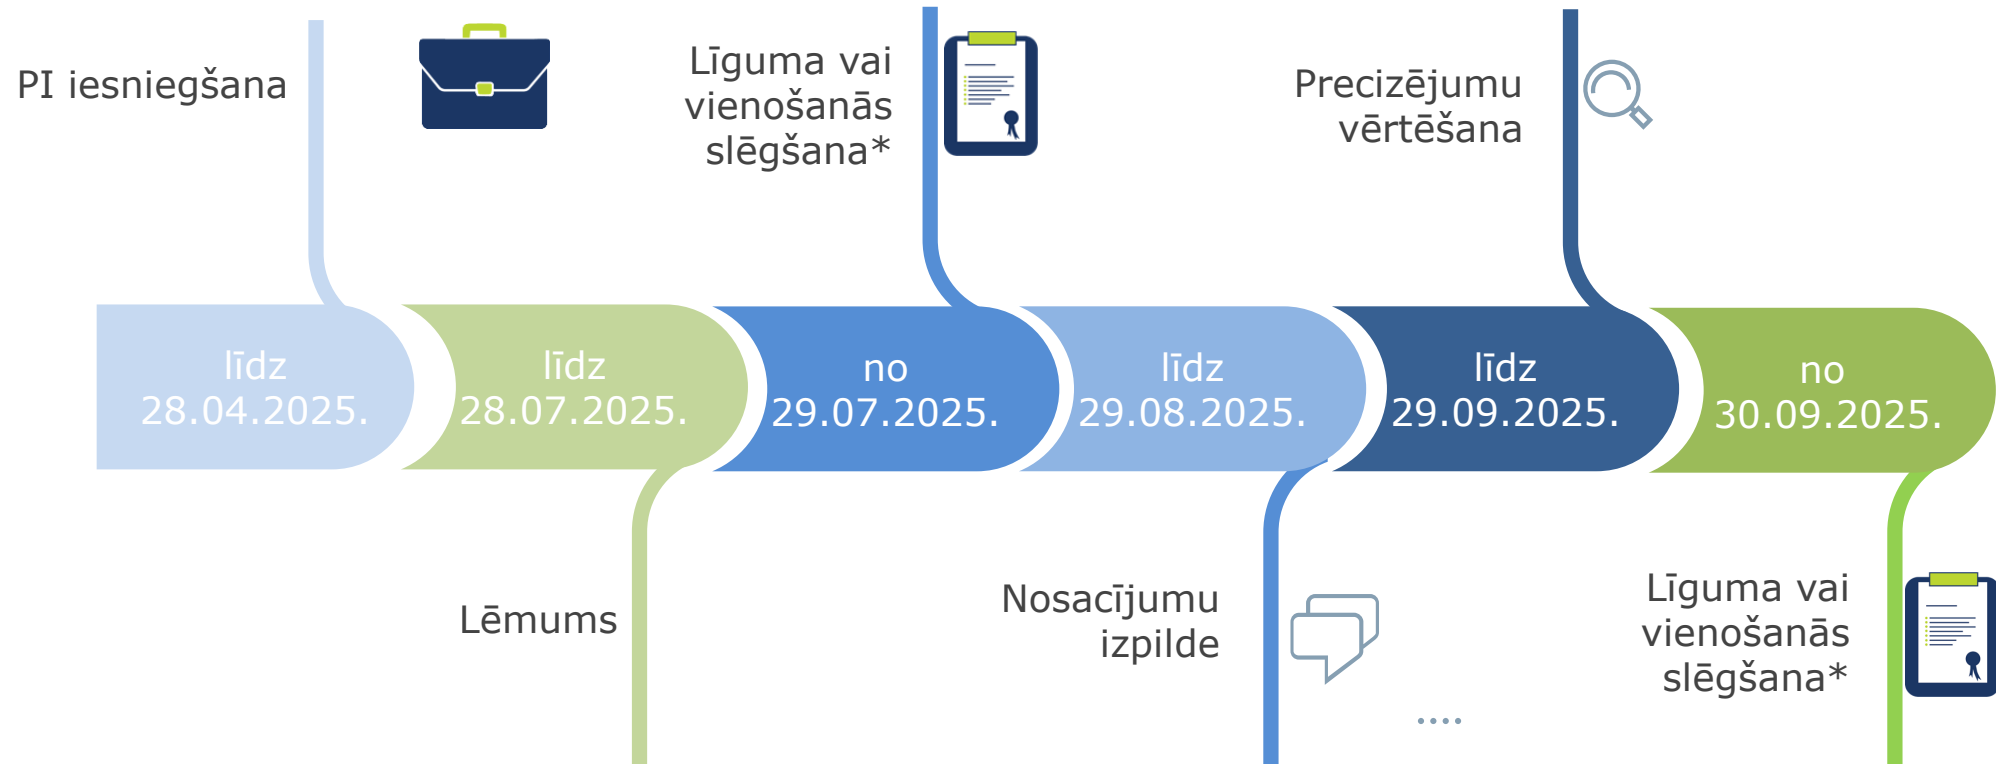 PI iesniegšana
Līguma vai
vienošanās
slēgšana*
Precizējumu
vērtēšana
līdz
28.04.2025.
līdz
28.07.2025.
no
29.07.2025.
līdz
29.08.2025.
līdz
29.09.2025.
no
30.09.2025.
Lēmums
Nosacījumu
izpilde
Līguma vai
vienošanās
slēgšana*
....